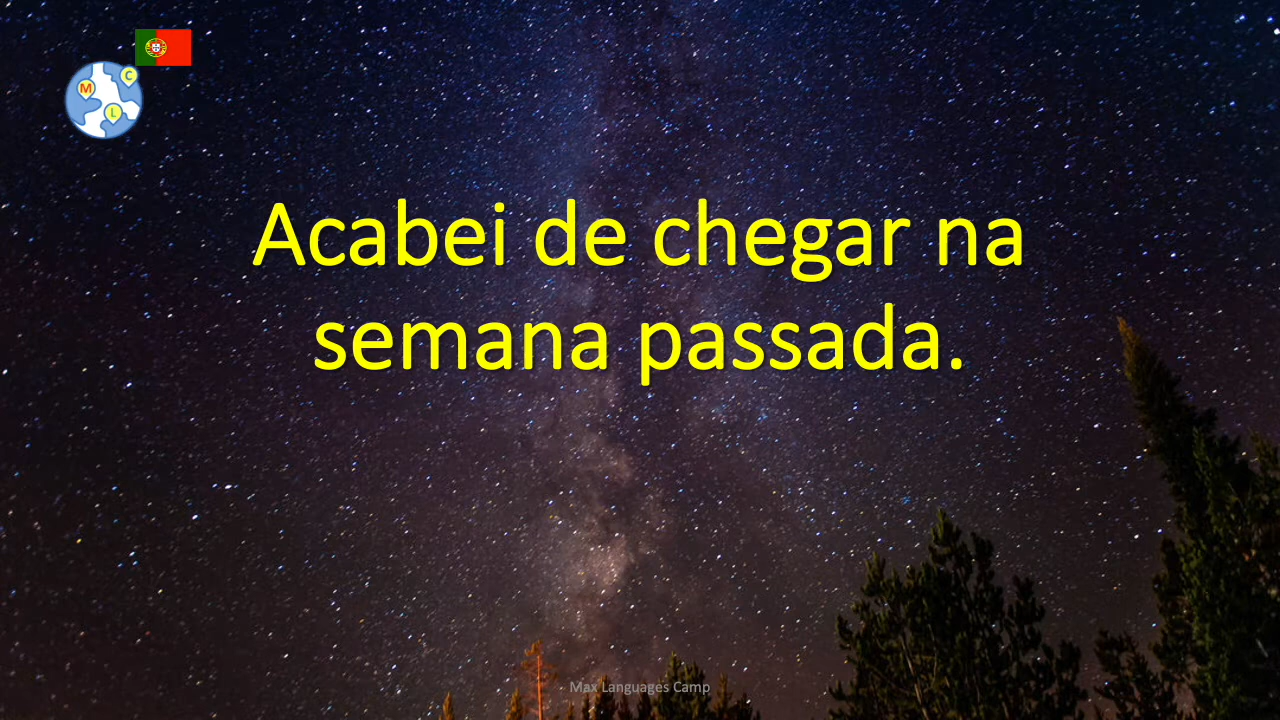 C
M
L
Acabei de chegar na
semana passada.
Max Languages Camp